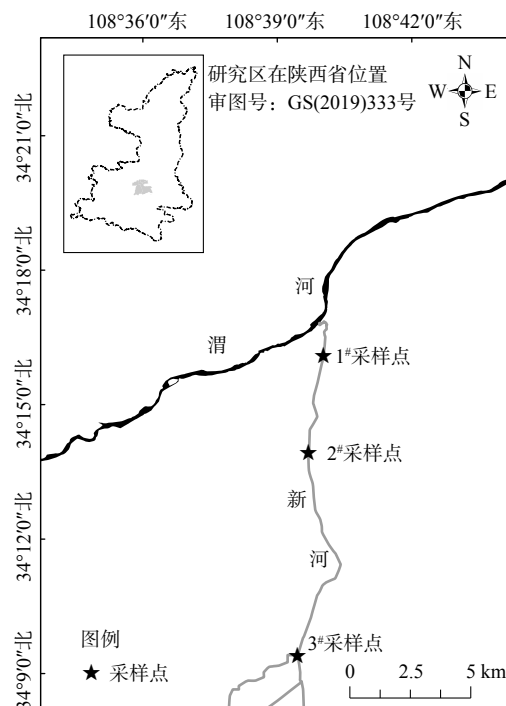 108°36′0″东
108°39′0″东
108°42′0″东
研究区在陕西省位置
审图号：GS(2019)333号
N
W
E
S
34°21′0″北
34°18′0″北
34°15′0″北
34°12′0″北
34°9′0″北
河
渭
1#采样点
2#采样点
新
河
3#采样点
图例
采样点
0 2.5 5 km